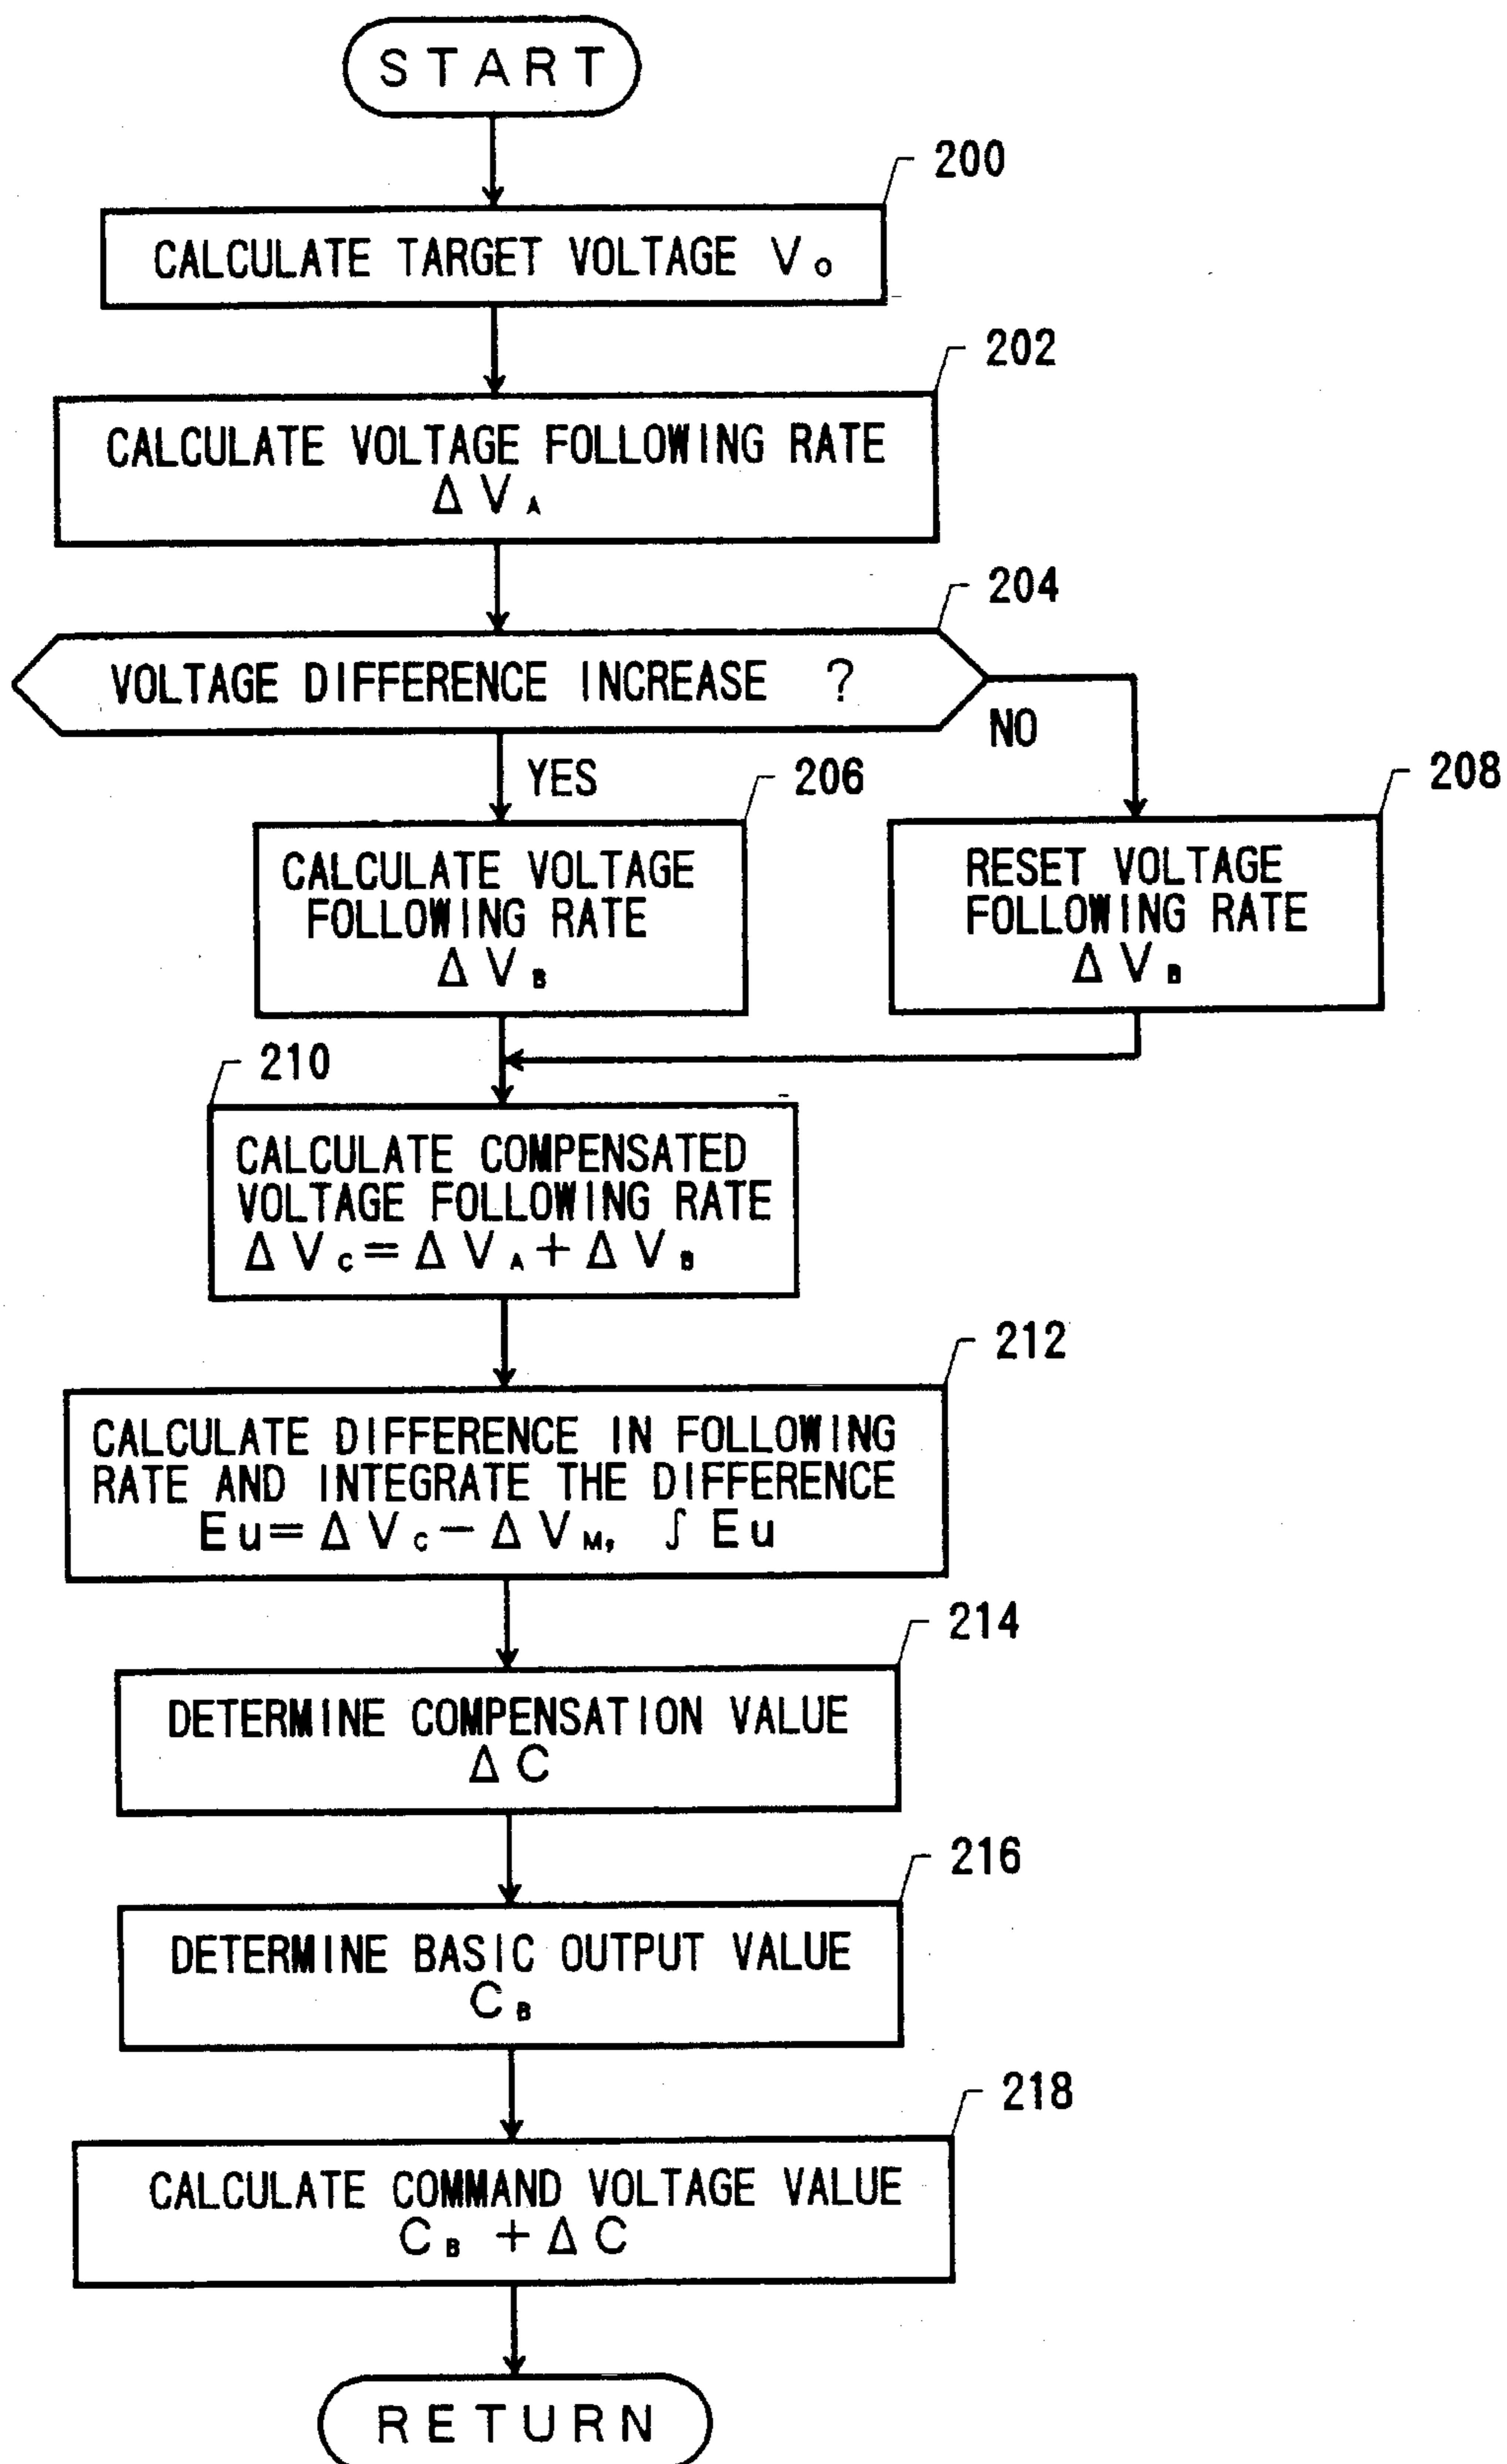 START
200
CALCULATE TARGET VOLTAGE V₀
202
CALCULATE VOLTAGE FOLLOWING RATE
ΔV_A
204
VOLTAGE DIFFERENCE INCREASE ?
NO
YES
206
208
CALCULATE VOLTAGE
FOLLOWING RATE
ΔV_B
RESET VOLTAGE
FOLLOWING RATE
ΔV_B
210
CALCULATE COMPENSATED
VOLTAGE FOLLOWING RATE
ΔV_C=ΔV_A+ΔV_B
212
CALCULATE DIFFERENCE IN FOLLOWING
RATE AND INTEGRATE THE DIFFERENCE
Eu=ΔV_C−ΔV_M, ∫Eu
214
DETERMINE COMPENSATION VALUE
ΔC
216
DETERMINE BASIC OUTPUT VALUE
C_B
218
CALCULATE COMMAND VOLTAGE VALUE
C_B+ΔC
RETURN